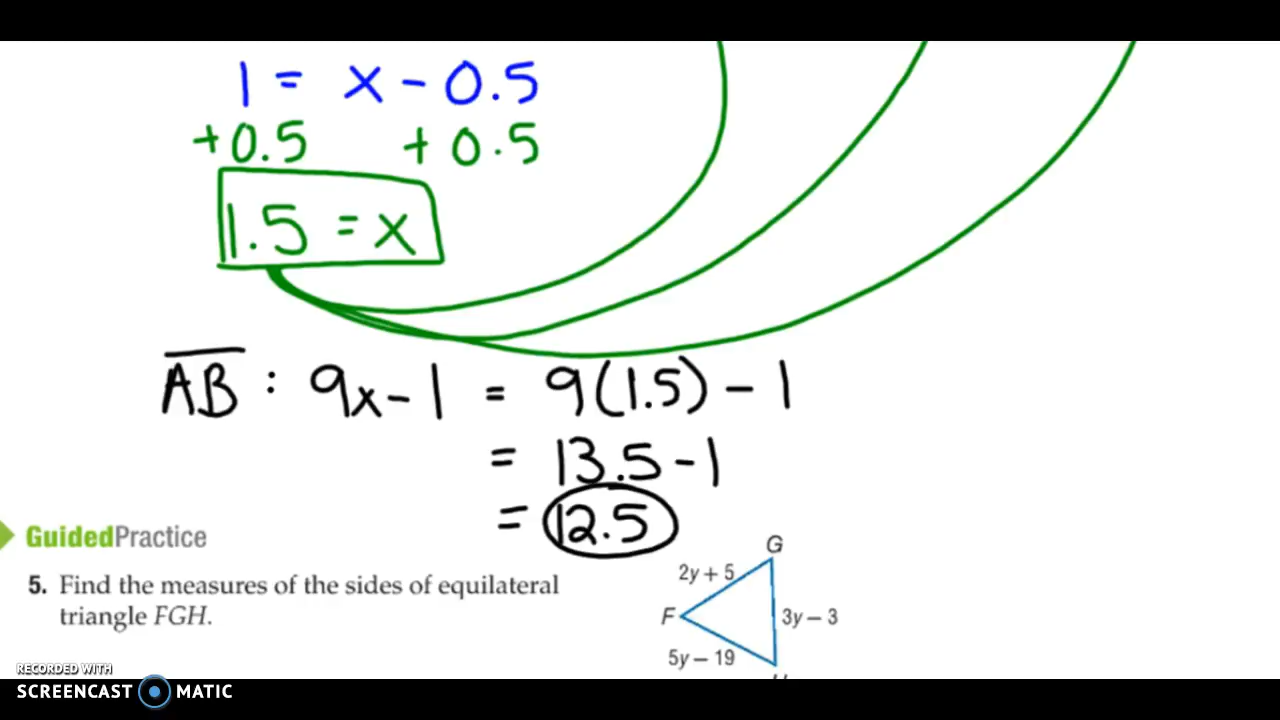 1 = x - 0.5
+0.5 + 0.5
1.5 = x
AB : 9x - 1 = 9(1.5) - 1
= 13.5 - 1
= 12.5
GuidedPractice
5. Find the measures of the sides of equilateral
triangle FGH.
G
2y + 5
F
3y – 3
5y – 19
RECORDED WITH
SCREENCAST MATIC